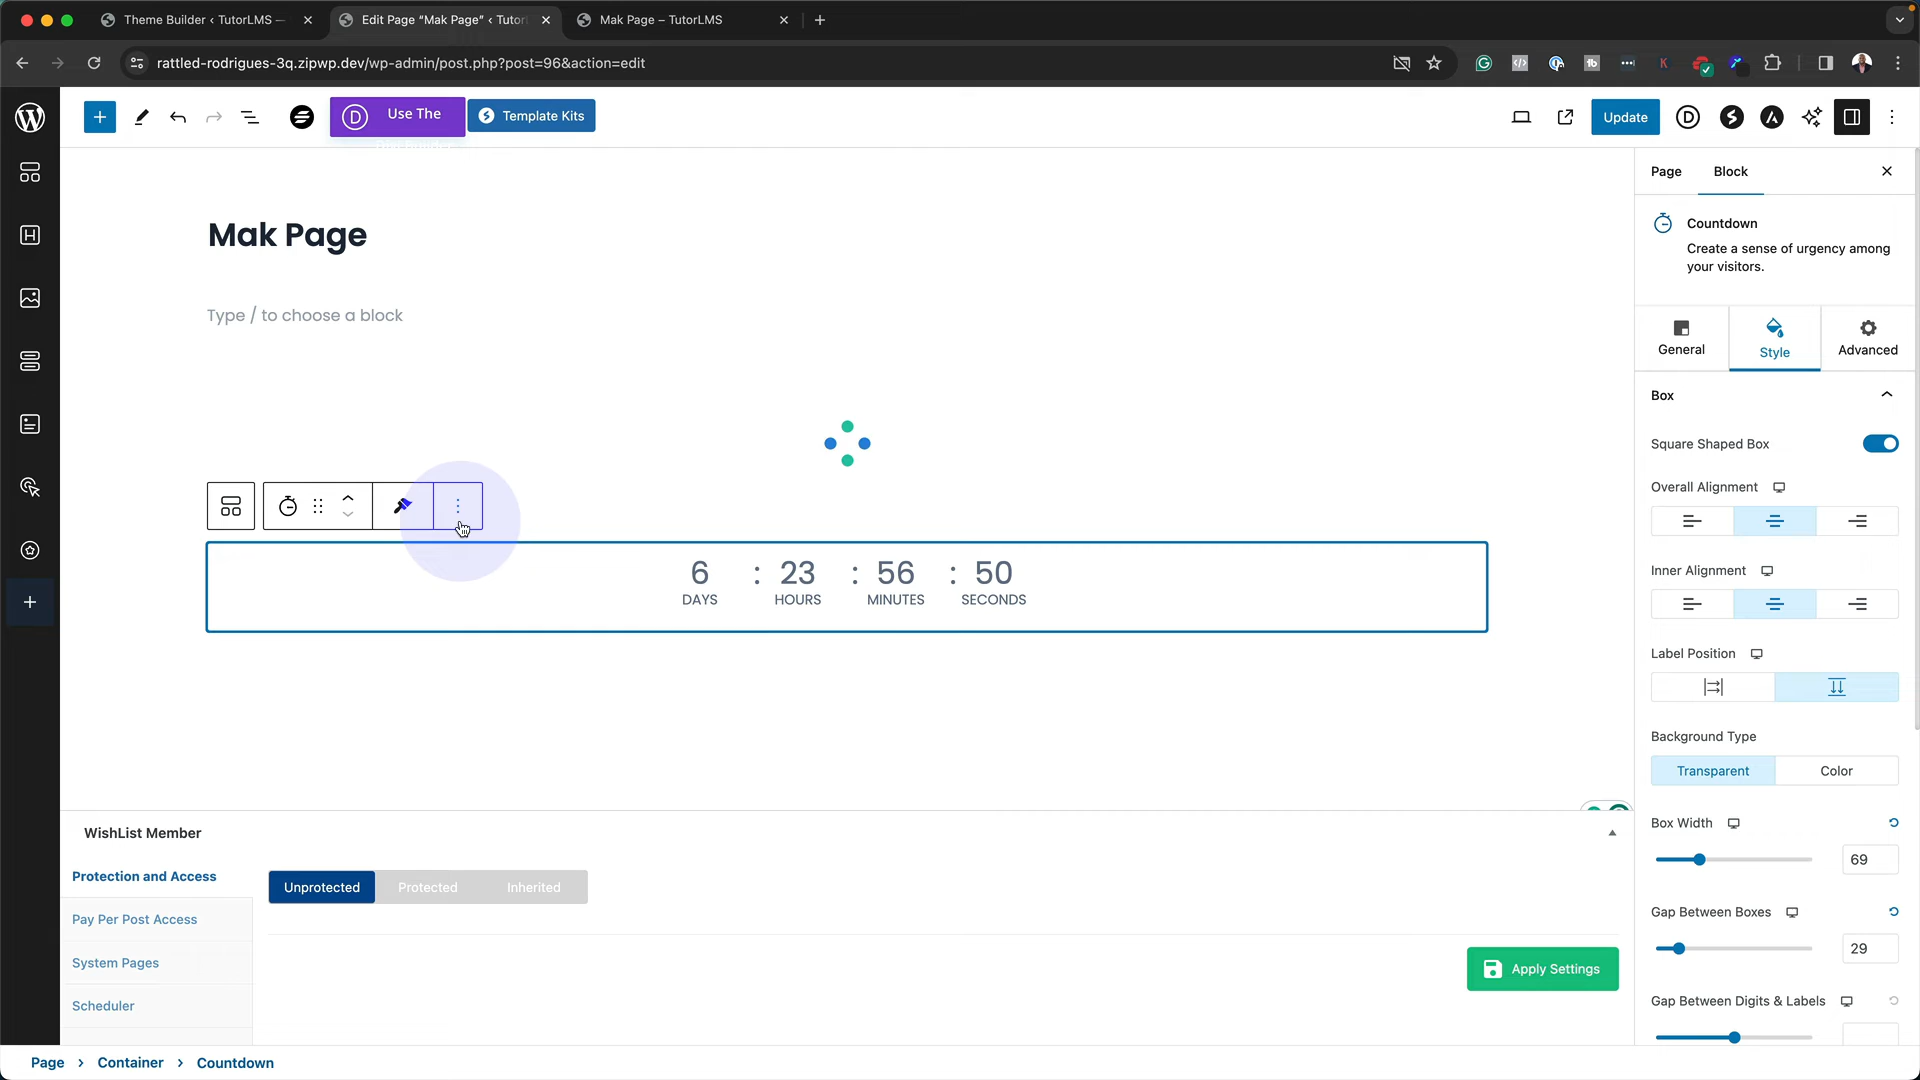 Theme Builder ‹ TutorLMS —
Edit Page “Mak Page” ‹ Tutor
Mak Page – TutorLMS
rattled-rodrigues-3q.zipwp.dev/wp-admin/post.php?post=96&action=edit
Use The
Template Kits
Update
Page
Block
Countdown
Create a sense of urgency among
your visitors.
General
Style
Advanced
Mak Page
Type / to choose a block
6 : 23 : 56 : 50
DAYS HOURS MINUTES SECONDS
Box
Square Shaped Box
Overall Alignment
Inner Alignment
Label Position
Background Type
Transparent
Color
Box Width
69
Gap Between Boxes
29
Gap Between Digits & Labels
WishList Member
Protection and Access
Pay Per Post Access
System Pages
Scheduler
Unprotected
Protected
Inherited
Apply Settings
Page › Container › Countdown